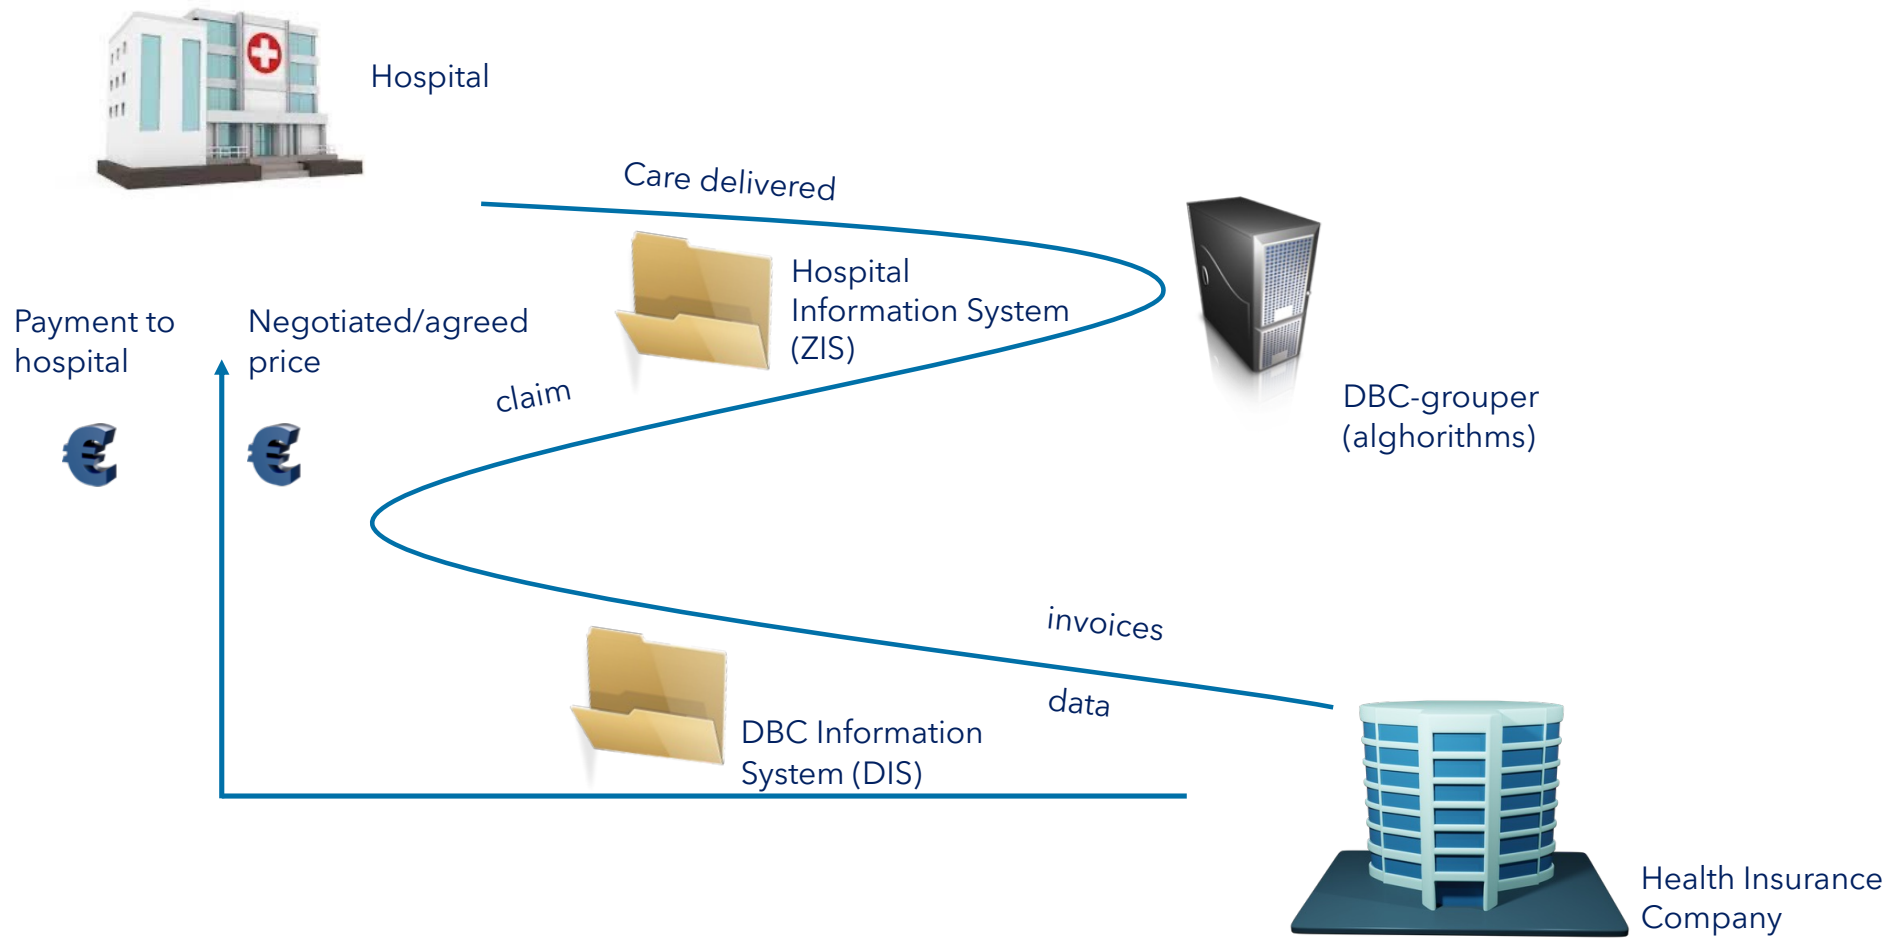 Hospital
Care delivered
Hospital
Information System
(ZIS)
Payment to
hospital
Negotiated/agreed
price
claim
DBC-grouper
(alghorithms)
invoices
data
DBC Information
System (DIS)
Health Insurance
Company